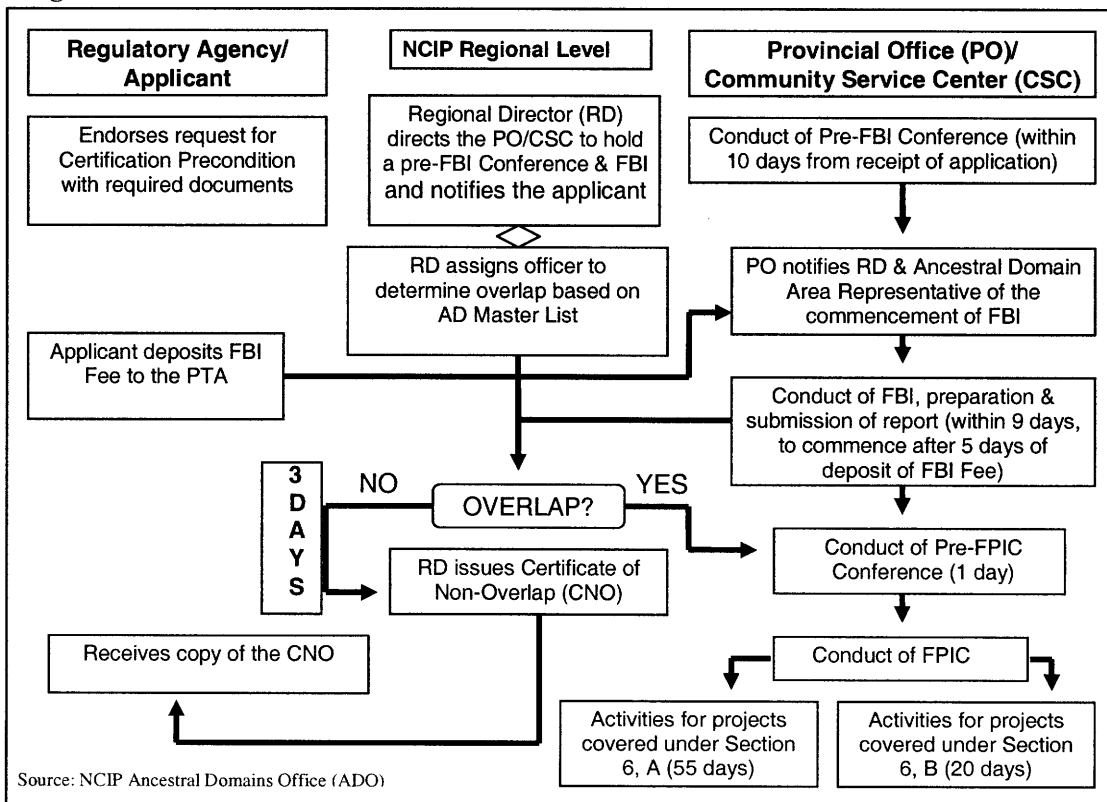 Regulatory Agency/
Applicant
NCIP Regional Level
Provincial Office (PO)/
Community Service Center (CSC)
Endorses request for
Certification Precondition
with required documents
Regional Director (RD)
directs the PO/CSC to hold
a pre-FBI Conference & FBI
and notifies the applicant
Conduct of Pre-FBI Conference (within
10 days from receipt of application)
RD assigns officer to
determine overlap based on
AD Master List
PO notifies RD & Ancestral Domain
Area Representative of the
commencement of FBI
Applicant deposits FBI
Fee to the PTA
Conduct of FBI, preparation &
submission of report (within 9 days,
to commence after 5 days of
deposit of FBI Fee)
3
D
A
Y
S
NO
OVERLAP?
YES
RD issues Certificate of
Non-Overlap (CNO)
Conduct of Pre-FPIC
Conference (1 day)
Receives copy of the CNO
Conduct of FPIC
Activities for projects
covered under Section
6, A (55 days)
Activities for projects
covered under Section
6, B (20 days)
Source: NCIP Ancestral Domains Office (ADO)